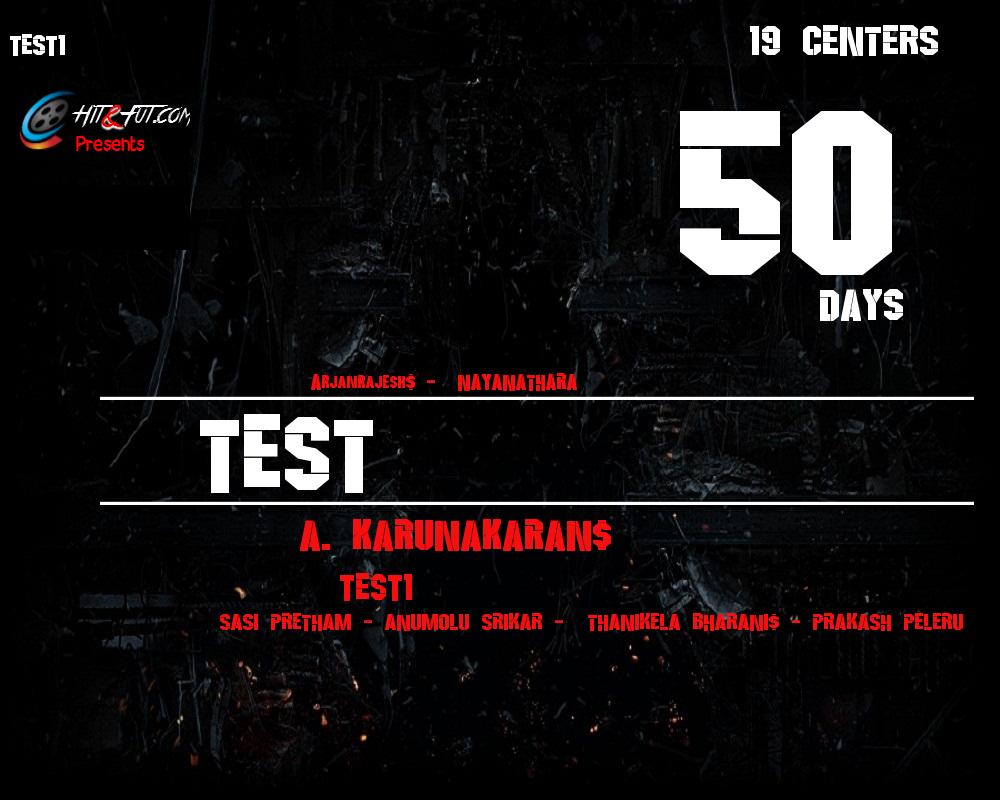 TEST1
19 CENTERS
HIT&FUT.COM
Presents
50
DAYS
ARJANRAJESH$ - NAYANATHARA
TEST
A. KARUNAKARAN$
TEST1
SASI PRETHAM - ANUMOLU SRIKAR - THANIKELA BHARANI$ - PRAKASH PELERU